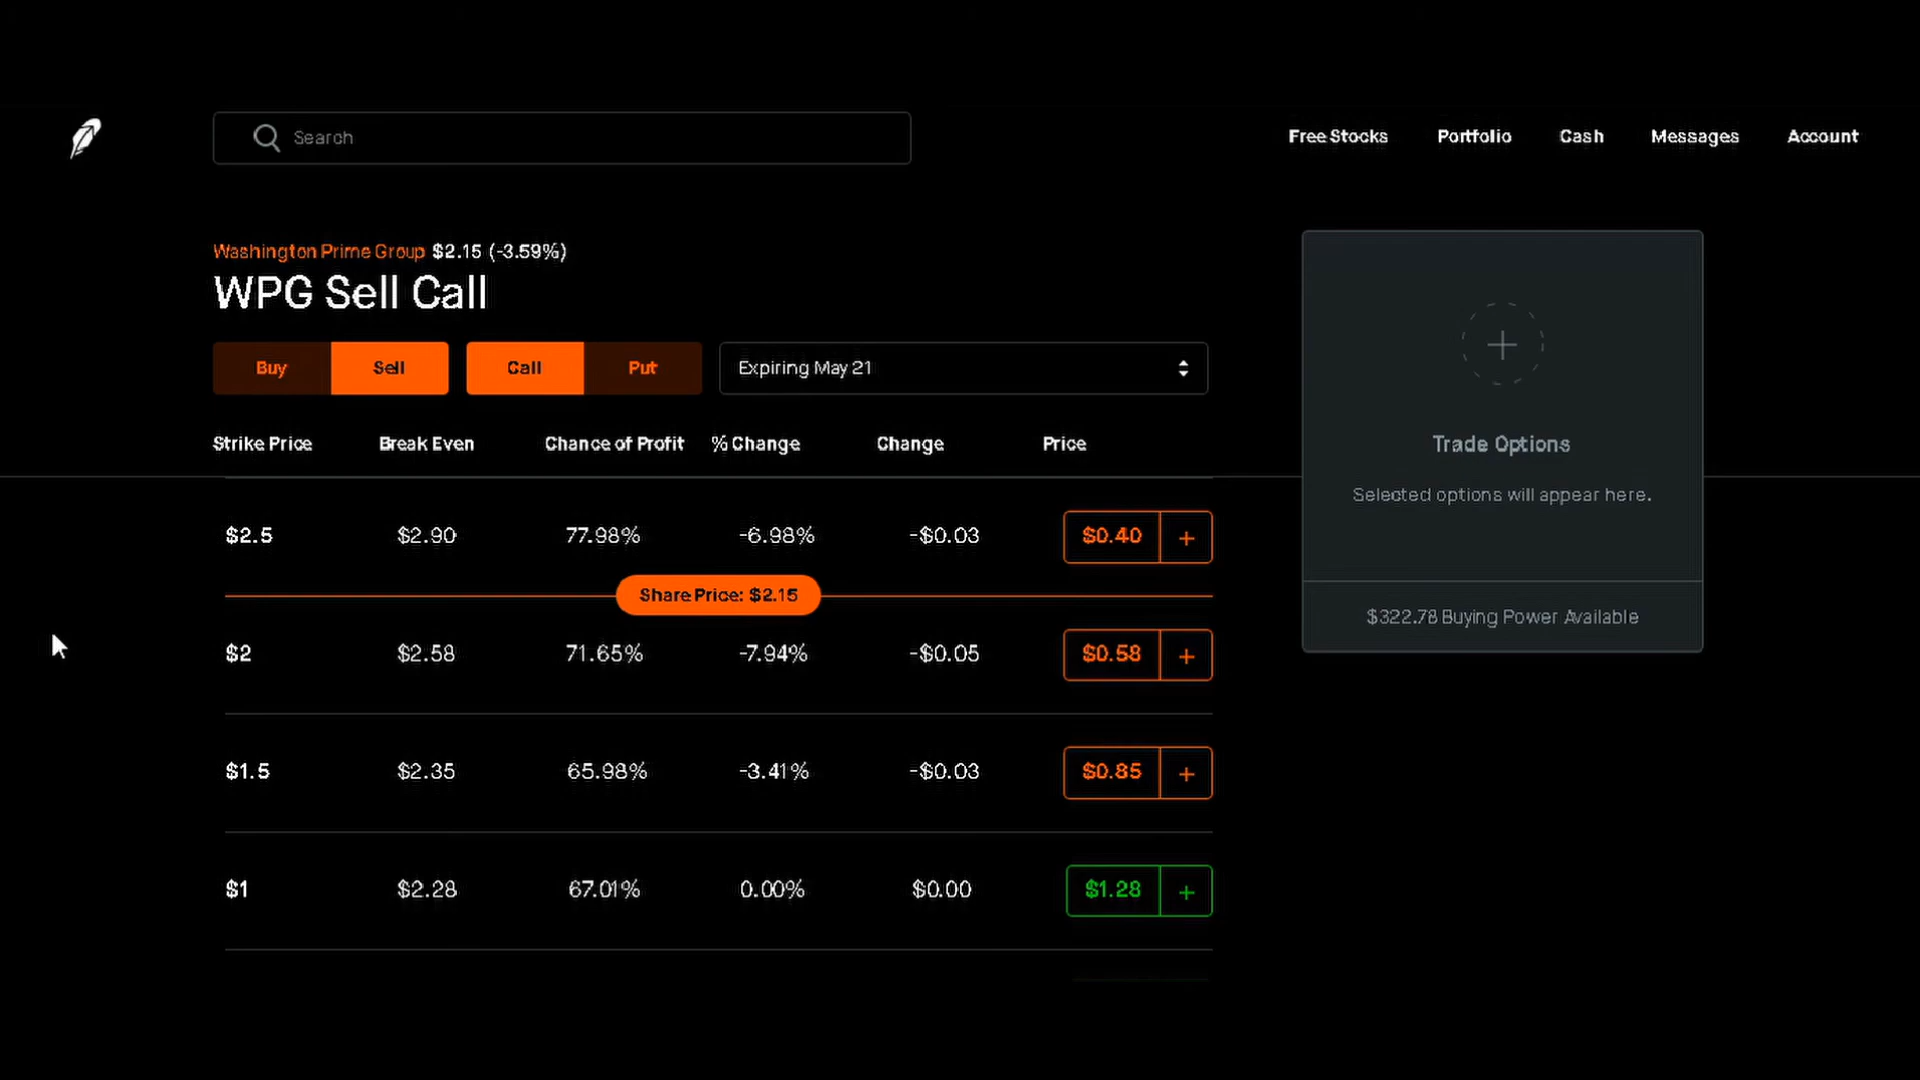 Search
Free Stocks Portfolio Cash Messages Account
Washington Prime Group $2.15 (-3.59%)
WPG Sell Call
Buy Sell Call Put Expiring May 21
Strike Price Break Even Chance of Profit % Change Change Price
$2.5 $2.90 77.98% -6.98% -$0.03 $0.40 +
Share Price: $2.15
$2 $2.58 71.65% -7.94% -$0.05 $0.58 +
$1.5 $2.35 65.98% -3.41% -$0.03 $0.85 +
$1 $2.28 67.01% 0.00% $0.00 $1.28 +
Trade Options
Selected options will appear here.
$322.78 Buying Power Available